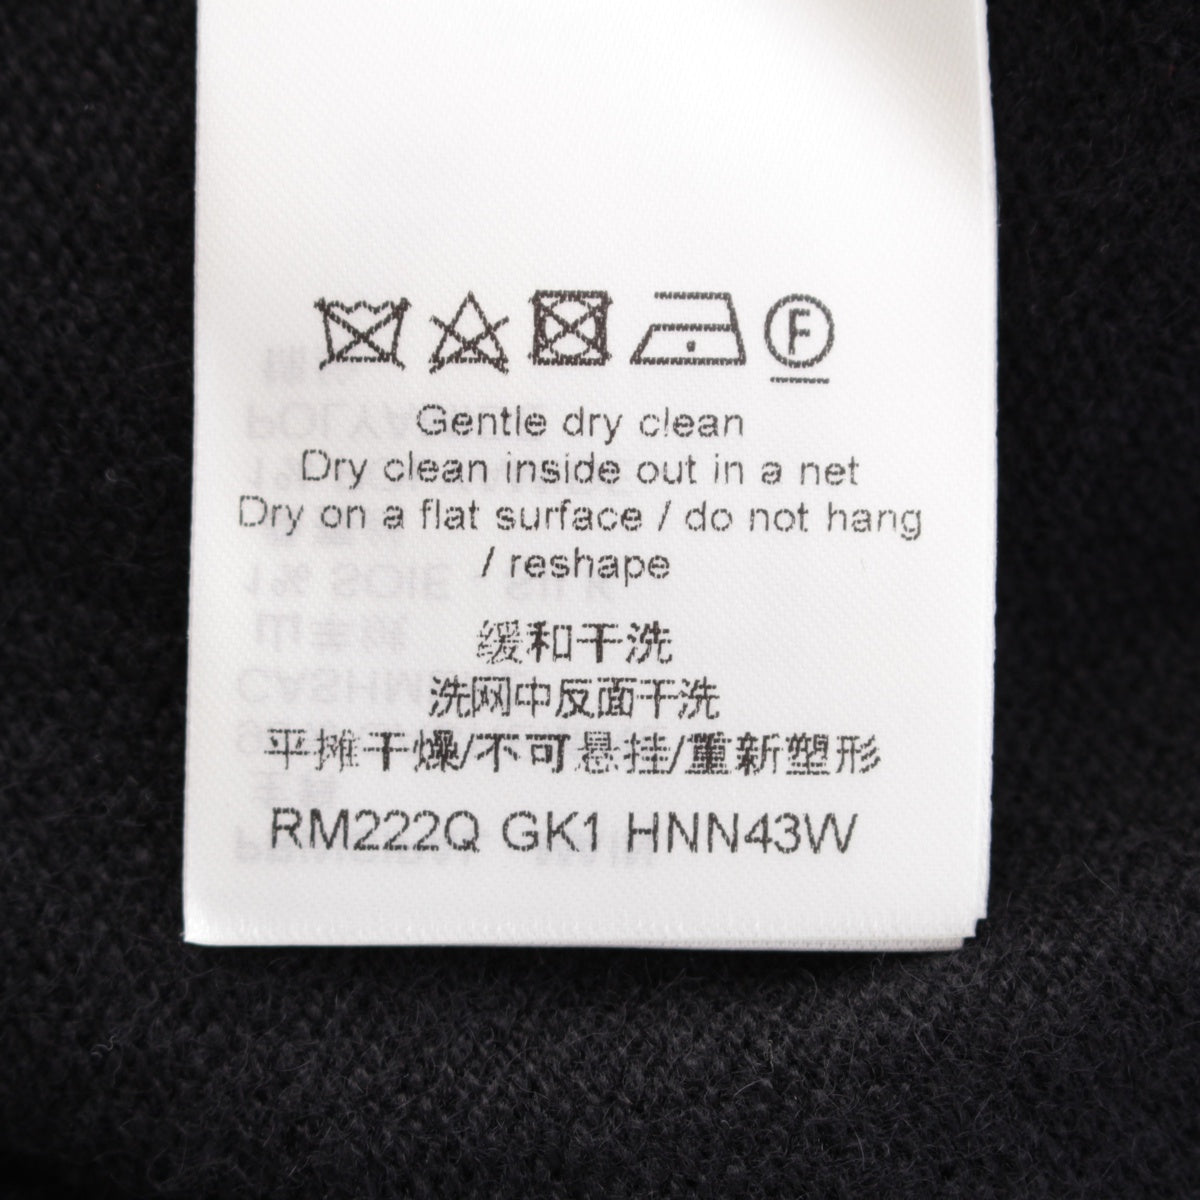 F
Gentle dry clean
Dry clean inside out in a net
Dry on a flat surface / do not hang
/ reshape
缓和干洗
洗网中反面干洗
平摊干燥/不可悬挂/重新塑形
RM222Q GK1 HNN43W